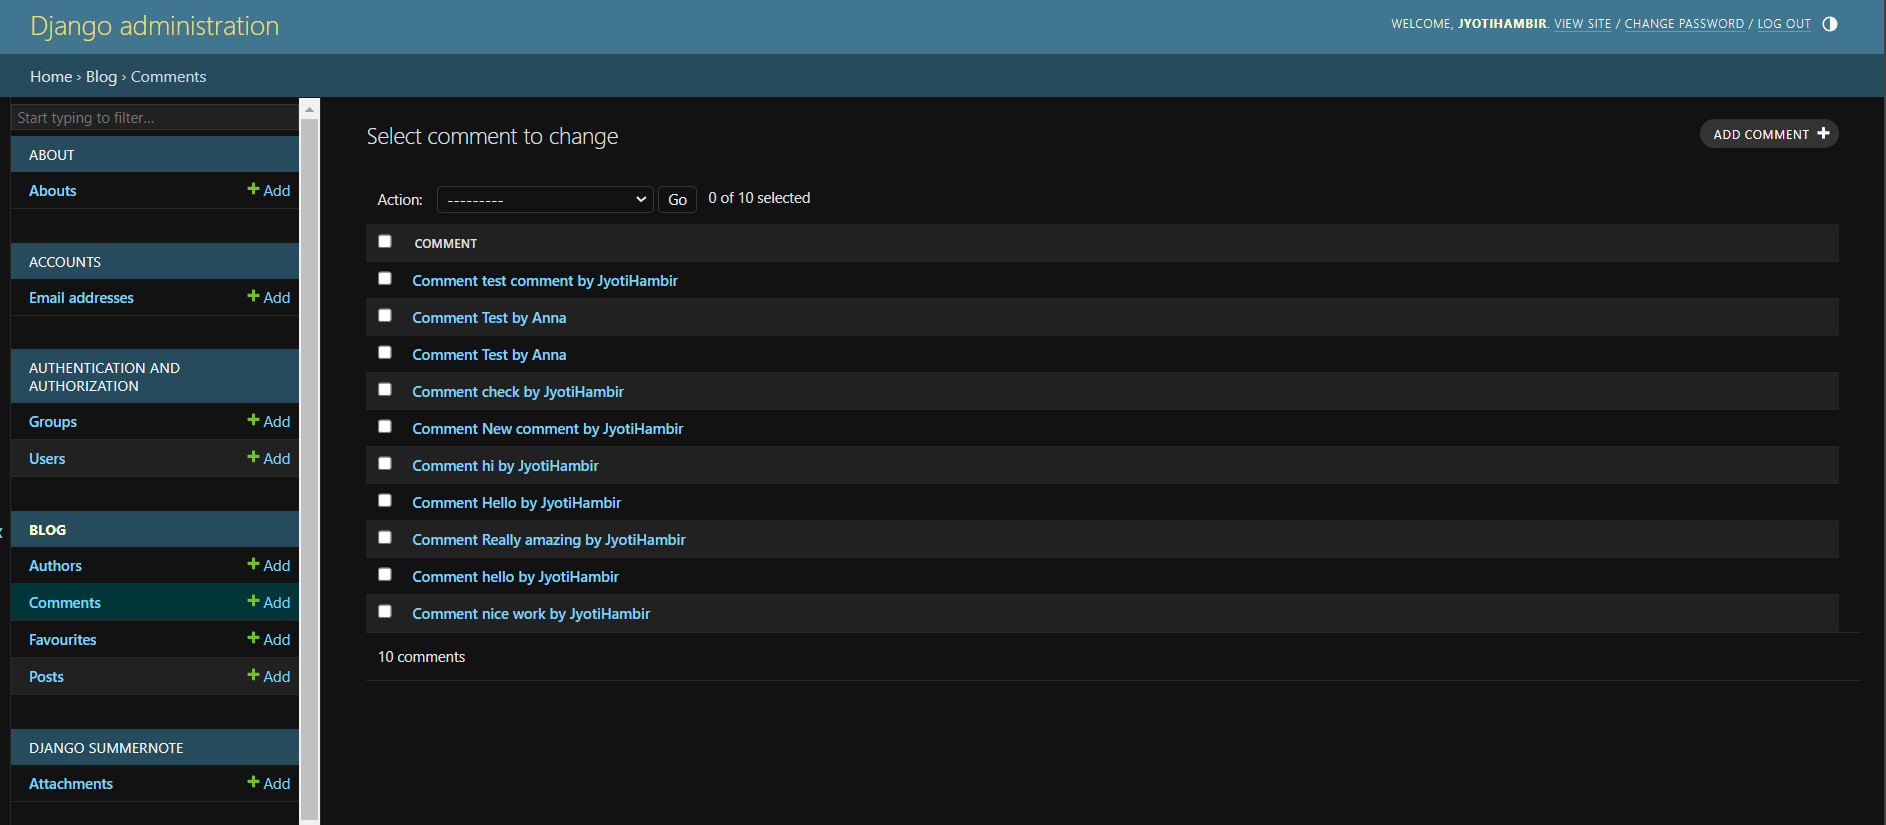 Django administration
WELCOME, JYOTIHAMBIR. VIEW SITE / CHANGE PASSWORD / LOG OUT
Home › Blog › Comments
Start typing to filter...
ABOUT
Abouts Add
ACCOUNTS
Email addresses Add
AUTHENTICATION AND
AUTHORIZATION
Groups Add
Users Add
BLOG
Authors Add
Comments Add
Favourites Add
Posts Add
DJANGO SUMMERNOTE
Attachments Add
Select comment to change
ADD COMMENT
Action: --------- Go 0 of 10 selected
COMMENT
Comment test comment by JyotiHambir
Comment Test by Anna
Comment Test by Anna
Comment check by JyotiHambir
Comment New comment by JyotiHambir
Comment hi by JyotiHambir
Comment Hello by JyotiHambir
Comment Really amazing by JyotiHambir
Comment hello by JyotiHambir
Comment nice work by JyotiHambir
10 comments